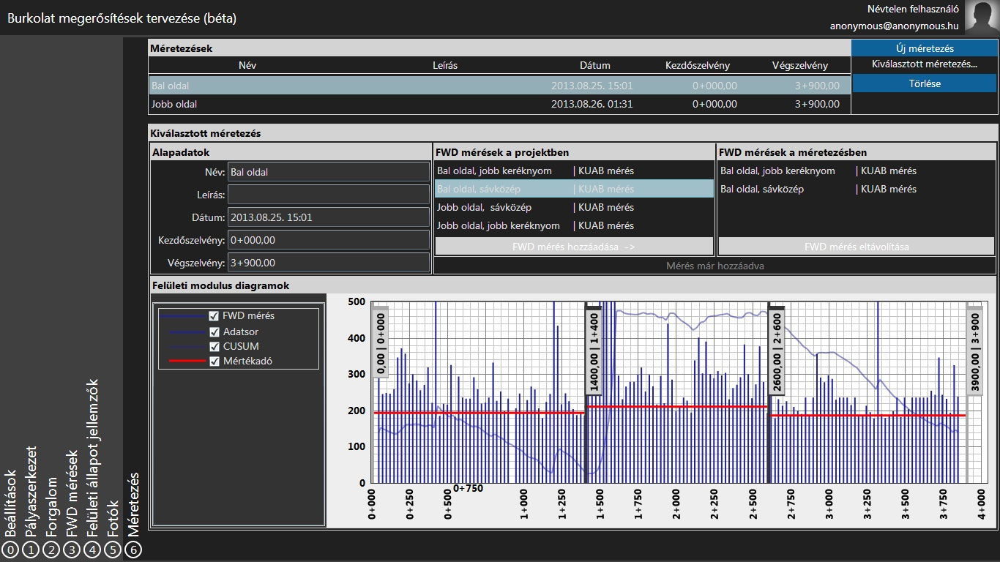 Burkolat megerősítések tervezése (béta)
Névtelen felhasználó
anonymous@anonymous.hu
Méretezések
Név Leírás Dátum Kezdőszelvény Végszelvény
Bal oldal 2013.08.25. 15:01 0+000,00 3+900,00
Jobb oldal 2013.08.26. 01:31 0+000,00 3+900,00
Új méretezés
Kiválasztott méretezés...
Törlése
Kiválasztott méretezés
Alapadatok
Név: Bal oldal
Leírás:
Dátum: 2013.08.25. 15:01
Kezdőszelvény: 0+000,00
Végszelvény: 3+900,00
FWD mérések a projektben
Bal oldal, jobb keréknyom | KUAB mérés
Bal oldal, sávközép | KUAB mérés
Jobb oldal, sávközép | KUAB mérés
Jobb oldal, jobb keréknyom | KUAB mérés
FWD mérés hozzáadása ->
FWD mérések a méretezésben
Bal oldal, jobb keréknyom | KUAB mérés
Bal oldal, sávközép | KUAB mérés
FWD mérés eltávolítása
Mérés már hozzáadva
Felületi modulus diagramok
FWD mérés
Adatsor
CUSUM
Mértékadó
500
400
300
200
100
0
0,00 | 0+000
1400,00 | 1+400
2600,00 | 2+600
3900,00 | 3+900
0+000
0+250
0+500
0+750
1+000
1+250
1+500
1+750
2+000
2+250
2+500
2+750
3+000
3+250
3+500
3+750
4+000
0 Beállítások
1 Pályaszerkezet
2 Forgalom
3 FWD mérések
4 Felületi állapot jellemzők
5 Fotók
6 Méretezés